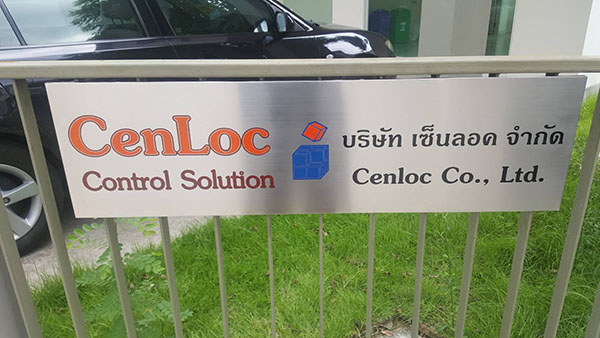 CenLoc
Control Solution
บริษัท เซ็นลอค จำกัด
Cenloc Co., Ltd.